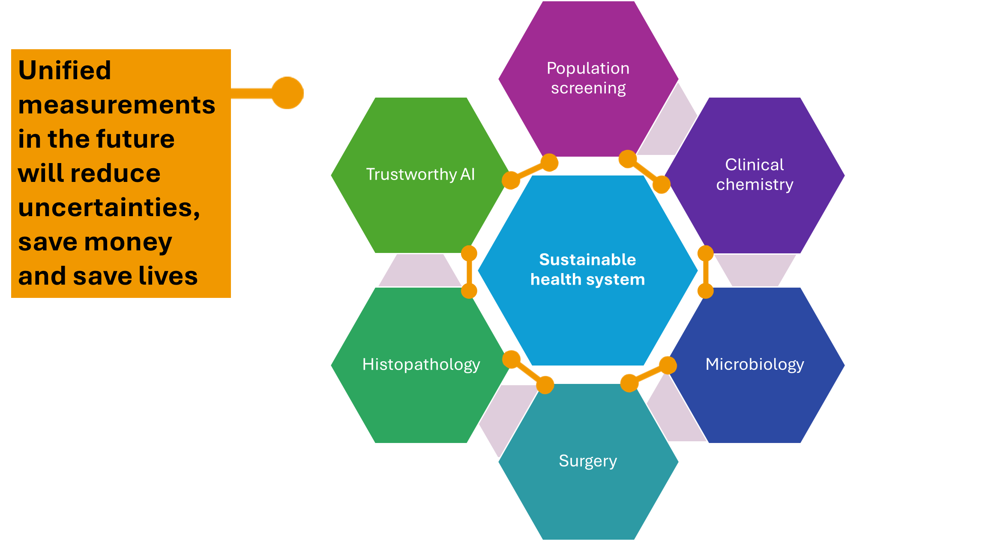 Unified
measurements
in the future
will reduce
uncertainties,
save money
and save lives
Population
screening
Trustworthy AI
Clinical
chemistry
Sustainable
health system
Histopathology
Microbiology
Surgery